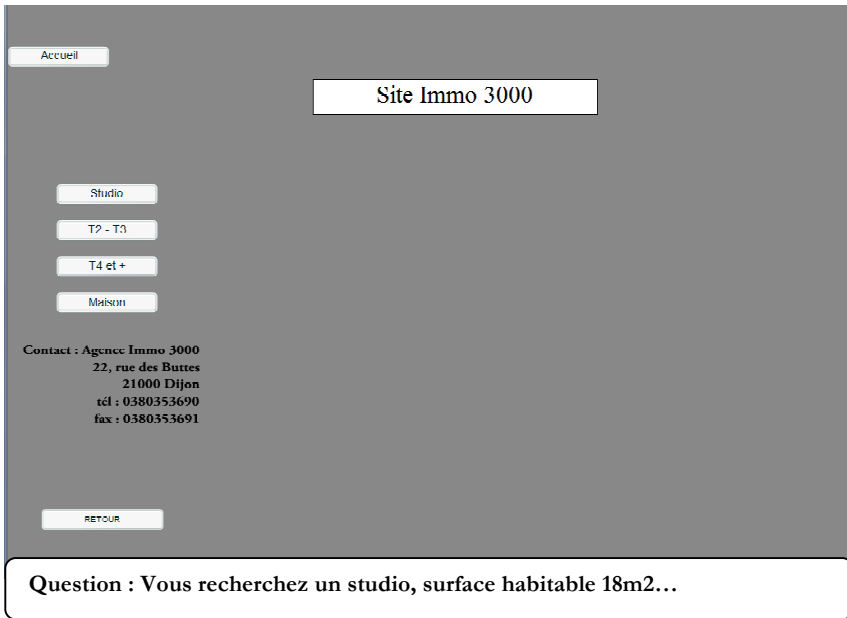 Accueil
Site Immo 3000
Studio
T2 - T3
T4 et +
Maison
Contact : Agence Immo 3000
22, rue des Buttes
21000 Dijon
tél : 0380353690
fax : 0380353691
RETOUR
Question : Vous recherchez un studio, surface habitable 18m2…